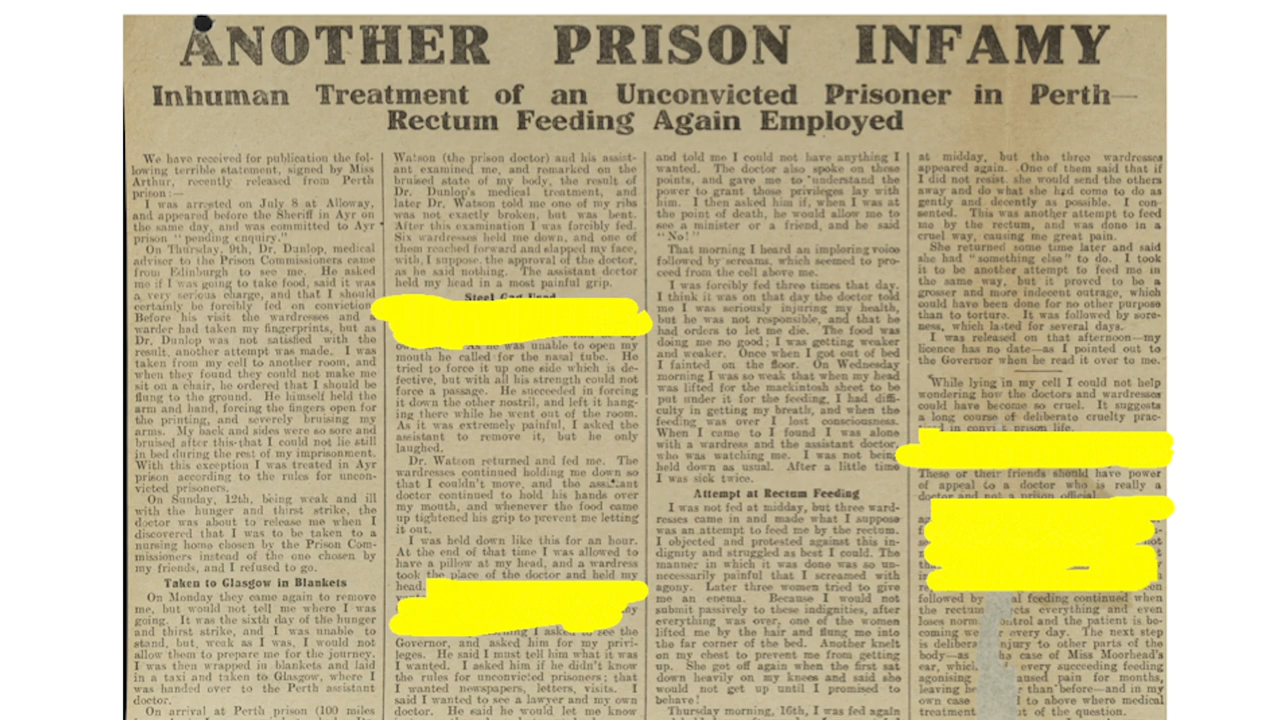 ANOTHER PRISON INFAMY
Inhuman Treatment of an Unconvicted Prisoner in Perth—
Rectum Feeding Again Employed
We have received for publication the fol-
lowing terrible statement, signed by Miss
Arthur, recently released from Perth
prison:—
I was arrested on July 8 at Alloway,
and appeared before the Sheriff in Ayr on
the same day, and was committed to Ayr
prison "pending enquiry."
On Thursday, 9th, Dr. Dunlop, medical
adviser to the Prison Commissioners came
from Edinburgh to see me. He asked
me if I was going to take food, said it was
a very serious charge, and that I should
certainly be forcibly fed on conviction.
Before his visit the wardresses and a
warder had taken my fingerprints, but as
Dr. Dunlop was not satisfied with the
result, another attempt was made. I was
taken from my cell to another room, and
when they found they could not make me
sit on a chair, he ordered that I should be
flung to the ground. He himself held the
arm and hand, forcing the fingers open for
the printing, and severely bruising my
arms. My back and sides were so sore and
bruised after this that I could not lie still
in bed during the rest of my imprisonment.
With this exception I was treated in Ayr
prison according to the rules for uncon-
victed prisoners.
On Sunday, 12th, being weak and ill
with the hunger and thirst strike, the
doctor was about to release me when I
discovered that I was to be taken to a
nursing home chosen by the Prison Com-
missioners instead of the one chosen by
my friends, and I refused to go.
Taken to Glasgow in Blankets
On Monday they came again to remove
me, but would not tell me where I was
going. It was the sixth day of the hunger
and thirst strike, and I was unable to
stand, but, weak as I was, I would not
allow them to prepare me for the journey.
I was then wrapped in blankets and laid
in a taxi and taken to Glasgow, where I
was handed over to the Perth assistant
doctor.
On arrival at Perth prison (100 miles
Watson (the prison doctor) and his assist-
ant examined me, and remarked on the
bruised state of my body, the result of
Dr. Dunlop's medical treatment, and
later Dr. Watson told me one of my ribs
was not exactly broken, but was bent.
After this examination I was forcibly fed.
Six wardresses held me down, and one of
them reached forward and slapped my face,
with, I suppose, the approval of the doctor,
as he said nothing. The assistant doctor
held my head in a most painful grip.
Steel Gag Used
As he was unable to open my
mouth he called for the nasal tube. He
tried to force it up one side which is de-
fective, but with all his strength could not
force a passage. He succeeded in forcing
it down the other nostril, and left it hang-
ing there while he went out of the room.
As it was extremely painful, I asked the
assistant to remove it, but he only
laughed.
Dr. Watson returned and fed me. The
wardresses continued holding me down so
that I couldn't move, and the assistant
doctor continued to hold his hands over
my mouth, and whenever the food came
up tightened his grip to prevent me letting
it out.
I was held down like this for an hour.
At the end of that time I was allowed to
have a pillow at my head, and a wardress
took the place of the doctor and held my
head.
I asked to see the
Governor, and asked him for my privi-
leges. He said I must tell him what it was
I wanted. I asked him if he didn't know
the rules for unconvicted prisoners; that
I wanted newspapers, letters, visits. I
said I wanted to see a lawyer and my own
doctor. He said he would let me know
and told me I could not have anything I
wanted. The doctor also spoke on these
points, and gave me to understand the
power to grant those privileges lay with
him. I then asked him if, when I was at
the point of death, he would allow me to
see a minister or a friend, and he said
"No!"
That morning I heard an imploring voice
followed by screams, which seemed to pro-
ceed from the cell above me.
I was forcibly fed three times that day.
I think it was on that day the doctor told
me I was seriously injuring my health,
but he was not responsible, and that he
had orders to let me die. The food was
doing me no good; I was getting weaker
and weaker. Once when I got out of bed
I fainted on the floor. On Wednesday
morning I was so weak that when my head
was lifted for the mackintosh sheet to be
put under it for the feeding, I had diffi-
culty in getting my breath, and when the
feeding was over I lost consciousness.
When I came to I found I was alone
with a wardress and the assistant doctor,
who was watching me. I was not being
held down as usual. After a little time
I was sick twice.
Attempt at Rectum Feeding
I was not fed at midday, but three ward-
resses came in and made what I suppose
was an attempt to feed me by the rectum.
I objected and protested against this in-
dignity and struggled as best I could. The
manner in which it was done was so un-
necessarily painful that I screamed with
agony. Later three women tried to give
me an enema. Because I would not
submit passively to these indignities, after
everything was over, one of the women
lifted me by the hair and flung me into
the far corner of the bed. Another knelt
on my chest to prevent me from getting
up. She got off again when the first sat
down heavily on my knees and said she
would not get up until I promised to
behave!
Thursday morning, 16th, I was fed again
at midday, but the three wardresses
appeared again. One of them said that if
I did not resist, she would send the others
away and do what she had come to do as
gently and decently as possible. I con-
sented. This was another attempt to feed
me by the rectum, and was done in a
cruel way, causing me great pain.
She returned some time later and said
she had "something else" to do. I took
it to be another attempt to feed me in
the same way, but it proved to be a
grosser and more indecent outrage, which
could have been done for no other purpose
than to torture. It was followed by sore-
ness, which lasted for several days.
I was released on that afternoon—my
licence has no date—as I pointed out to
the Governor when he read it over to me.
While lying in my cell I could not help
wondering how the doctors and wardresses
could have become so cruel. It suggests
a long course of deliberate cruelty prac-
in convict prison life.
These or their friends should have power
of appeal to a doctor who is really a
doctor and not a prison official.
followed by feeding continued when
the rectum everything and even
loses and the patient is be-
coming every day. The next step
is deliberate injury to other parts of the
body—as case of Miss Moorhead's
ear, every succeeding feeding
agonising pain for months,
leaving than before—and in my
own case to above where medical
treatment of the question.